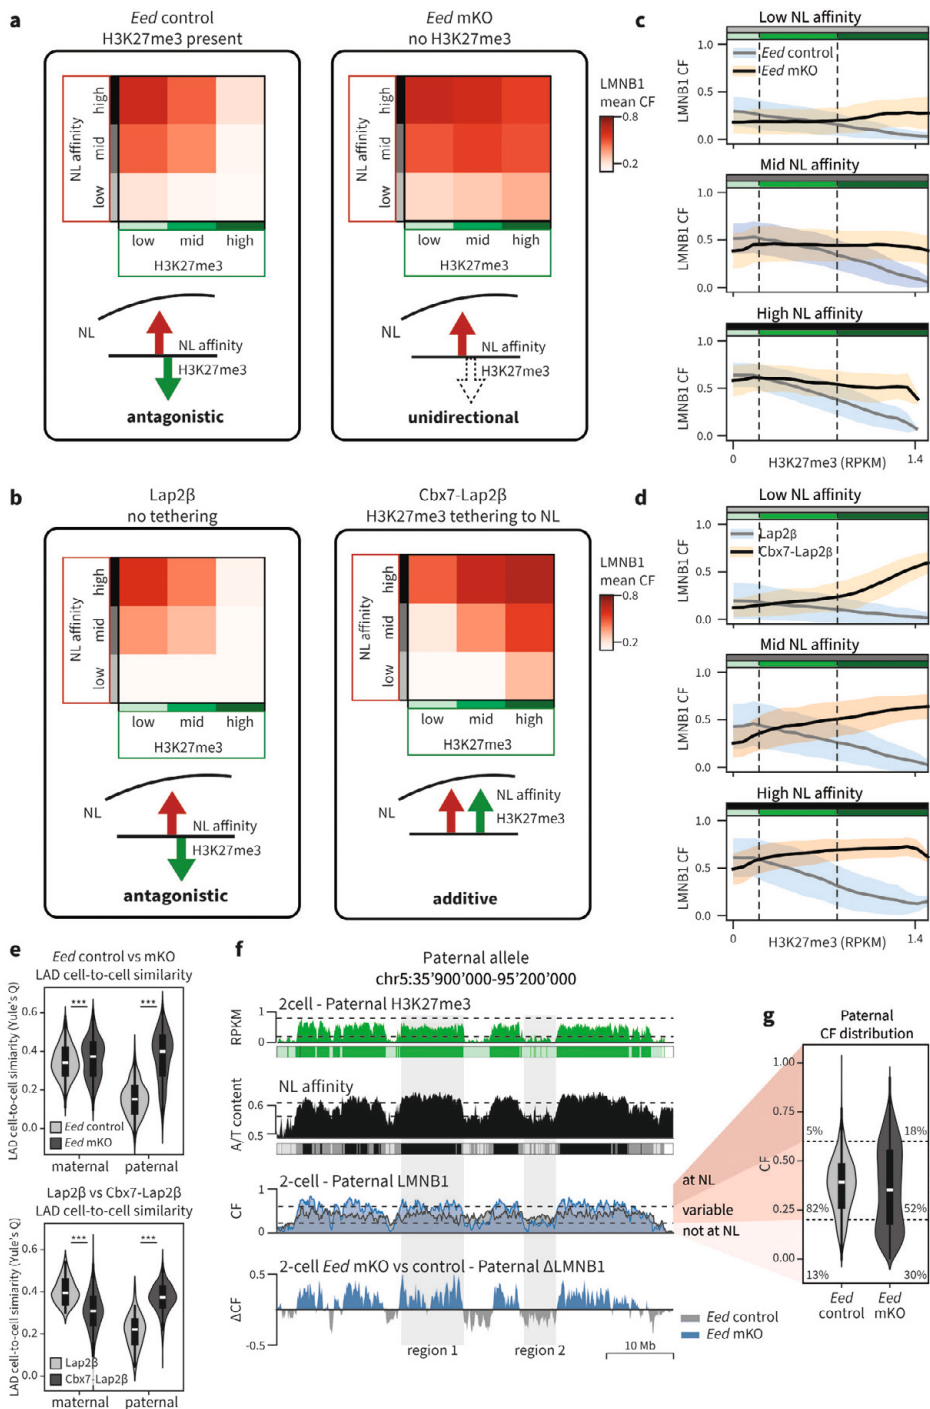 a
Eed control
H3K27me3 present
NL affinity
high
mid
low
low mid high
H3K27me3
NL
NL affinity
H3K27me3
antagonistic
Eed mKO
no H3K27me3
NL affinity
high
mid
low
low mid high
H3K27me3
NL
NL affinity
H3K27me3
unidirectional
LMNB1
mean CF
0.8
0.2
c
Low NL affinity
LMNB1 CF
1.0
0.5
0.0
Eed control
Eed mKO
Mid NL affinity
LMNB1 CF
1.0
0.5
0.0
High NL affinity
LMNB1 CF
1.0
0.5
0.0
0 H3K27me3 (RPKM) 1.4
b
Lap2β
no tethering
NL affinity
high
mid
low
low mid high
H3K27me3
NL
NL affinity
H3K27me3
antagonistic
Cbx7-Lap2β
H3K27me3 tethering to NL
NL affinity
high
mid
low
low mid high
H3K27me3
NL
NL affinity
H3K27me3
additive
LMNB1
mean CF
0.8
0.2
d
Low NL affinity
LMNB1 CF
1.0
0.5
0.0
Lap2β
Cbx7-Lap2β
Mid NL affinity
LMNB1 CF
1.0
0.5
0.0
High NL affinity
LMNB1 CF
1.0
0.5
0.0
0 H3K27me3 (RPKM) 1.4
e
Eed control vs mKO
LAD cell-to-cell similarity
LAD cell-to-cell simiarity (Yule's Q)
0.6
0.4
0.2
0.0
*** ***
Eed control
Eed mKO
maternal paternal
Lap2β vs Cbx7-Lap2β
LAD cell-to-cell similarity
LAD cell-to-cell simiarity (Yule's Q)
0.6
0.4
0.2
0.0
*** ***
Lap2β
Cbx7-Lap2β
maternal paternal
f
Paternal allele
chr5:35'900'000-95'200'000
2cell - Paternal H3K27me3
RPKM
1
0
NL affinity
A/T content
0.6
0.5
2cell - Paternal LMNB1
CF
1
0
at NL
variable
not at NL
2-cell Eed mKO vs control - Paternal ΔLMNB1
ΔCF
0.5
0
-0.5
region 1 region 2
Eed control
Eed mKO
10 Mb
g
Paternal
CF distribution
CF
1.00
0.75
0.50
0.25
0.00
5% 18%
82% 52%
13% 30%
Eed
control
Eed
mKO